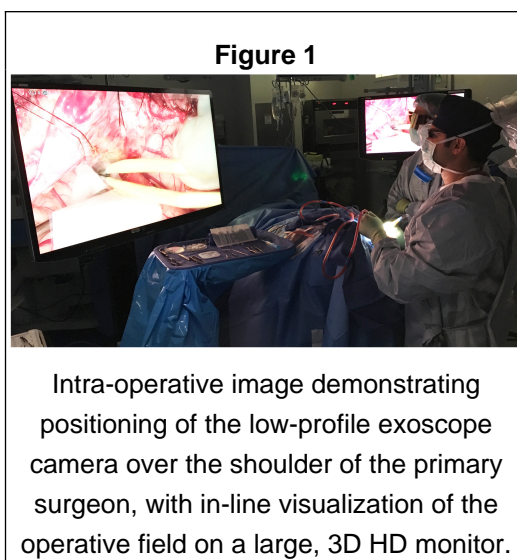 Figure 1
Intra-operative image demonstrating
positioning of the low-profile exoscope
camera over the shoulder of the primary
surgeon, with in-line visualization of the
operative field on a large, 3D HD monitor.